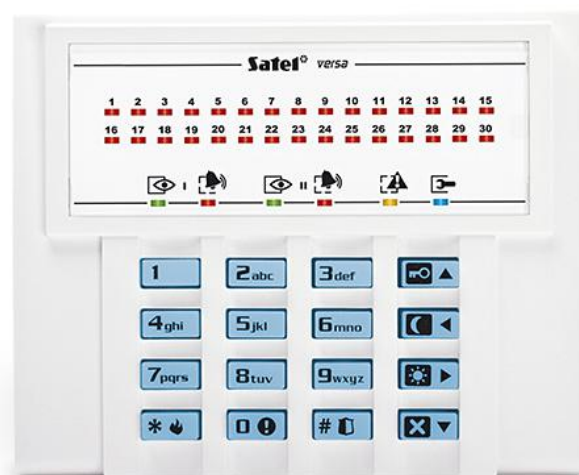 Satel® versa
1 2 3 4 5 6 7 8 9 10 11 12 13 14 15
16 17 18 19 20 21 22 23 24 25 26 27 28 29 30
I II
1 2abc 3def
4ghi 5jkl 6mno
7pqrs 8tuv 9wxyz
* 0 #